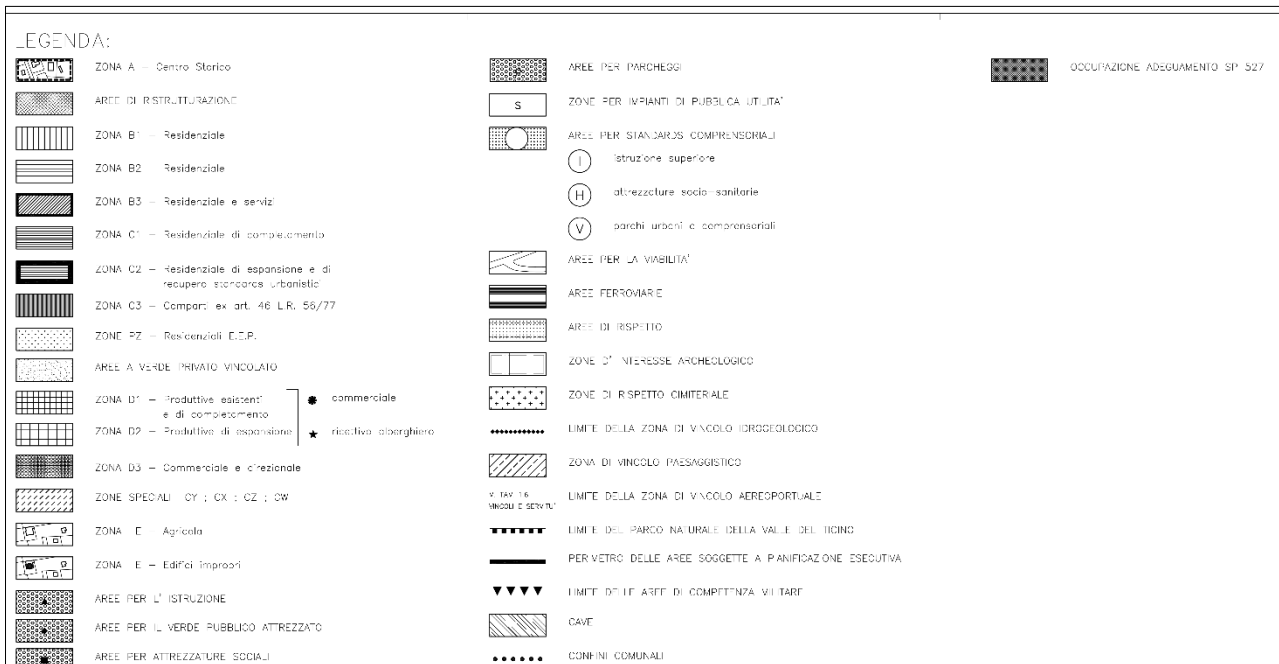 LEGENDA:
ZONA A - Centro Storico
AREE DI RISTRUTTURAZIONE
ZONA B1 - Residenziale
ZONA B2 Residenziale
ZONA B3 - Residenziale e servizi
ZONA C1 - Residenziale di completamento
ZONA C2 - Residenziale di espansione e di
recupero standards urbanistici
ZONA C3 - Comparti ex art. 46 L.R. 56/77
ZONE PZ - Residenziali E.E.P.
AREE A VERDE PRIVATO VINCOLATO
ZONA D1 - Produttive esistenti
e di completamento
ZONA D2 - Produttive di espansione
commerciale
ricettivo alberghiero
ZONA D3 - Commerciale e direzionale
ZONE SPECIALI CY ; CX ; CZ ; CW
ZONA E Agricola
ZONA E - Edifici impropri
AREE PER L' ISTRUZIONE
AREE PER IL VERDE PUBBLICO ATTREZZATO
AREE PER ATTREZZATURE SOCIALI
AREE PER PARCHEGGI
S ZONE PER IMPIANTI DI PUBBLICA UTILITA'
AREE PER STANDARDS COMPRENSORIALI
I istruzione superiore
H attrezzature socio-sanitarie
V parchi urbani e comprensoriali
AREE PER LA VIABILITA'
AREE FERROVIARIE
AREE DI RISPETTO
ZONE D' INTERESSE ARCHEOLOGICO
ZONE DI RISPETTO CIMITERIALE
LIMITE DELLA ZONA DI VINCOLO IDROGEOLOGICO
ZONA DI VINCOLO PAESAGGISTICO
V. TAV 1.6
VINCOLI E SERVITU'
LIMITE DELLA ZONA DI VINCOLO AEREOPORTUALE
LIMITE DEL PARCO NATURALE DELLA VALLE DEL TICINO
PERIMETRO DELLE AREE SOGGETTE A PIANIFICAZIONE ESECUTIVA
LIMITE DELLE AREE DI COMPETENZA MILITARE
CAVE
CONFINI COMUNALI
OCCUPAZIONE ADEGUAMENTO SP 527